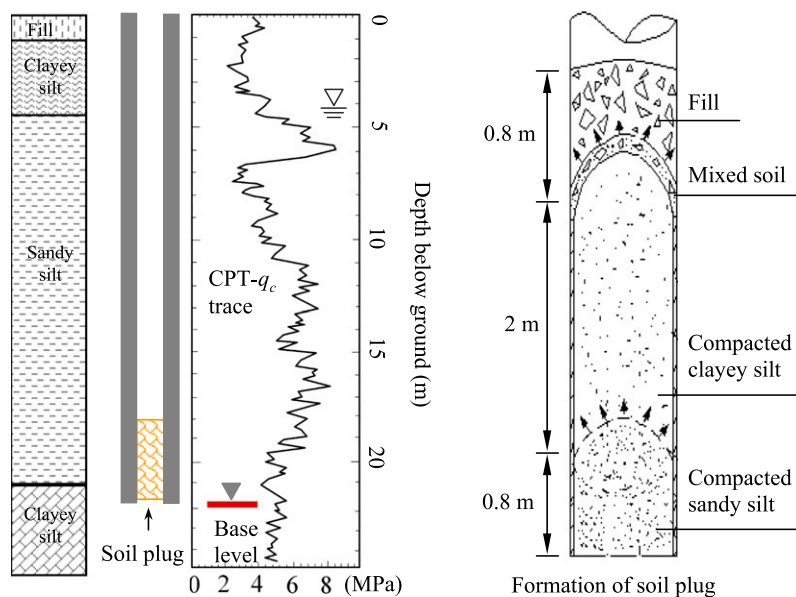 Fill
Clayey
silt
Sandy
silt
Clayey
silt
Soil plug
CPT-qc
trace
Base
level
0 2 4 6 8 (MPa)
0
5
10
15
20
Depth below ground (m)
0.8 m
2 m
0.8 m
Fill
Mixed soil
Compacted
clayey silt
Compacted
sandy silt
Formation of soil plug